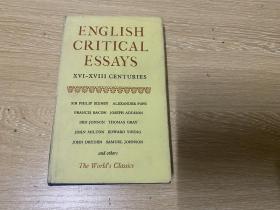 ENGLISH
CRITICAL
ESSAYS
XVI–XVIII CENTURIES
SIR PHILIP SIDNEY ALEXANDER POPE
FRANCIS BACON JOSEPH ADDISON
BEN JONSON THOMAS GRAY
JOHN MILTON EDWARD YOUNG
JOHN DRYDEN SAMUEL JOHNSON
and others
The World's Classics